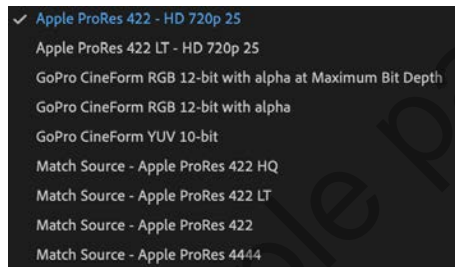 Apple ProRes 422 - HD 720p 25
Apple ProRes 422 LT - HD 720p 25
GoPro CineForm RGB 12-bit with alpha at Maximum Bit Depth
GoPro CineForm RGB 12-bit with alpha
GoPro CineForm YUV 10-bit
Match Source - Apple ProRes 422 HQ
Match Source - Apple ProRes 422 LT
Match Source - Apple ProRes 422
Match Source - Apple ProRes 4444